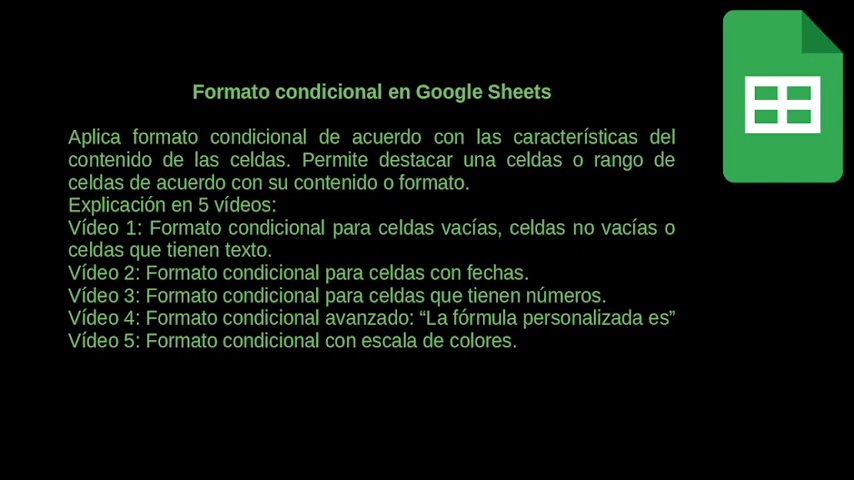 Formato condicional en Google Sheets
Aplica formato condicional de acuerdo con las características del
contenido de las celdas. Permite destacar una celdas o rango de
celdas de acuerdo con su contenido o formato.
Explicación en 5 vídeos:
Vídeo 1: Formato condicional para celdas vacías, celdas no vacías o
celdas que tienen texto.
Vídeo 2: Formato condicional para celdas con fechas.
Vídeo 3: Formato condicional para celdas que tienen números.
Vídeo 4: Formato condicional avanzado: “La fórmula personalizada es”
Vídeo 5: Formato condicional con escala de colores.